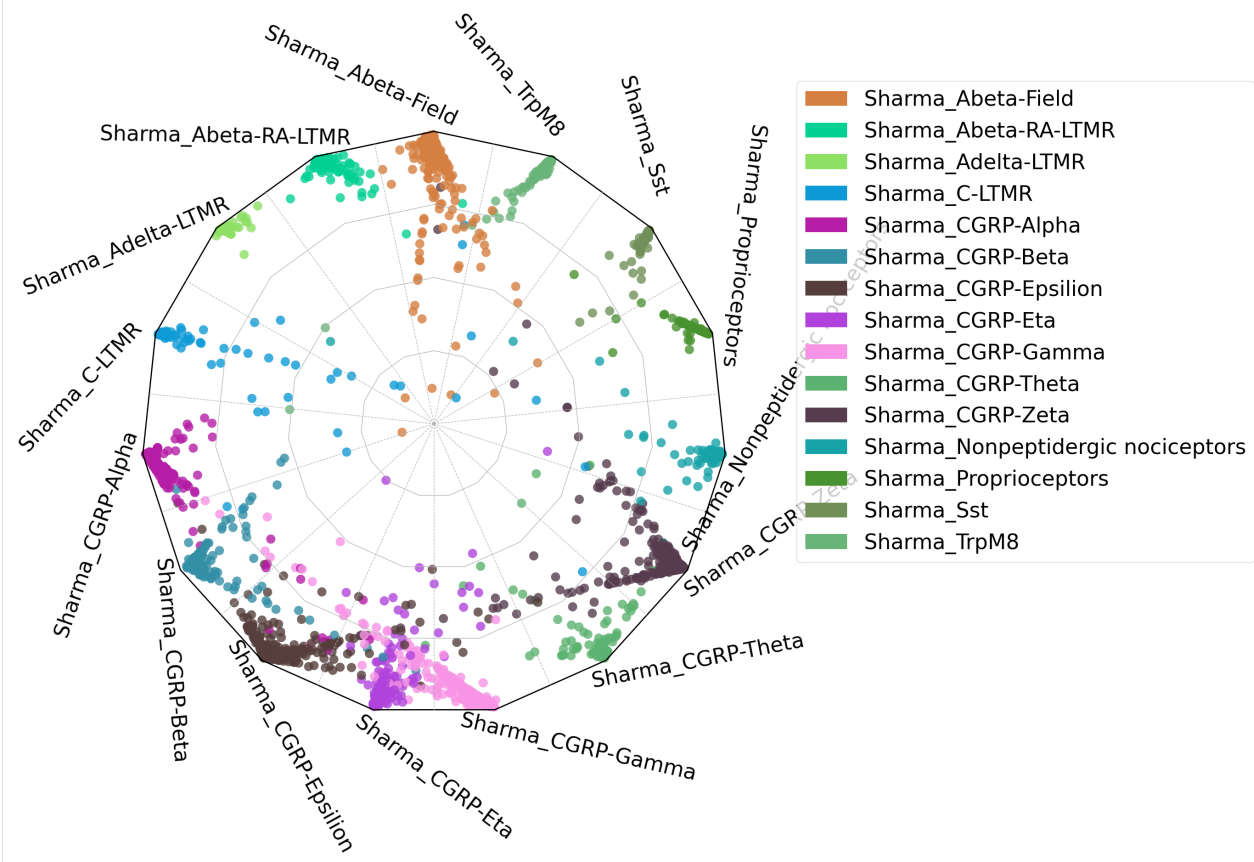 Sharma_Abeta-Field
Sharma_TrpM8
Sharma_Sst
Sharma_Proprioceptors
Sharma_Nonpeptidergic nociceptors
Sharma_CGRP-Zeta
Sharma_CGRP-Theta
Sharma_CGRP-Gamma
Sharma_CGRP-Eta
Sharma_CGRP-Epsilon
Sharma_CGRP-Beta
Sharma_CGRP-Alpha
Sharma_C-LTMR
Sharma_Adelta-LTMR
Sharma_Abeta-RA-LTMR
Sharma_Abeta-Field
Sharma_Abeta-RA-LTMR
Sharma_Adelta-LTMR
Sharma_C-LTMR
Sharma_CGRP-Alpha
Sharma_CGRP-Beta
Sharma_CGRP-Epsilon
Sharma_CGRP-Eta
Sharma_CGRP-Gamma
Sharma_CGRP-Theta
Sharma_CGRP-Zeta
Sharma_Nonpeptidergic nociceptors
Sharma_Proprioceptors
Sharma_Sst
Sharma_TrpM8